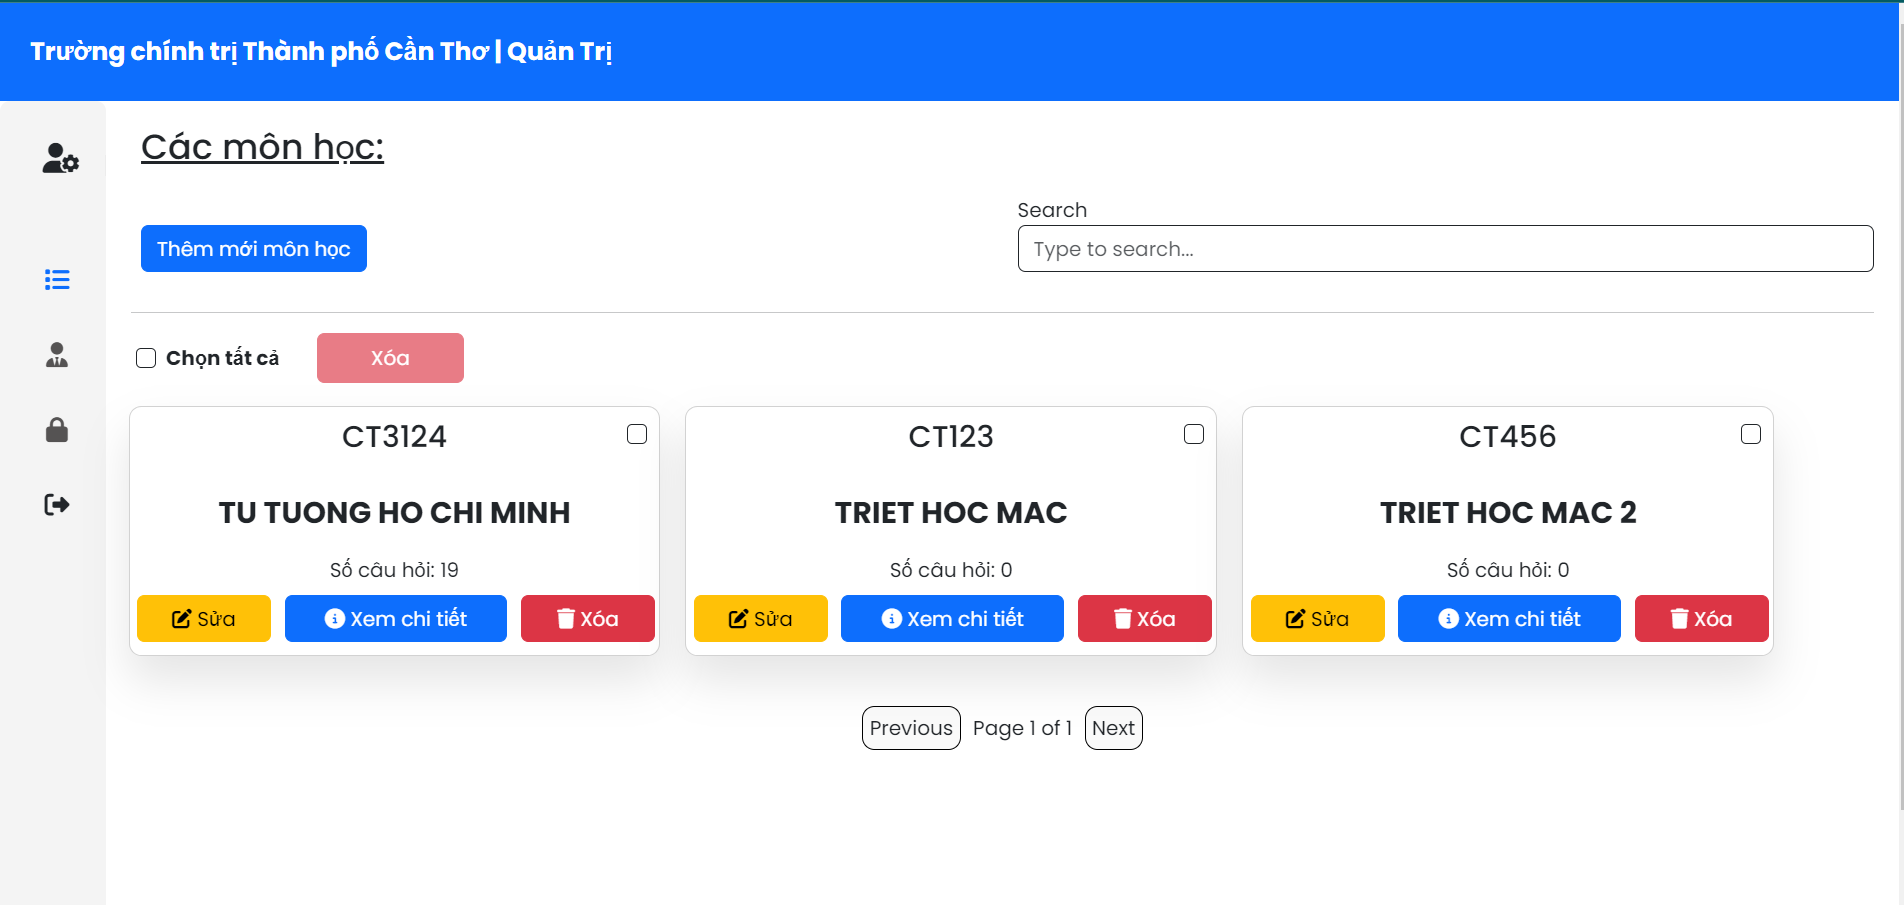 Trường chính trị Thành phố Cần Thơ | Quản Trị
Các môn học:
Search
Thêm mới môn học
Type to search...
Chọn tất cả
Xóa
CT3124
TU TUONG HO CHI MINH
Số câu hỏi: 19
Sửa
Xem chi tiết
Xóa
CT123
TRIET HOC MAC
Số câu hỏi: 0
Sửa
Xem chi tiết
Xóa
CT456
TRIET HOC MAC 2
Số câu hỏi: 0
Sửa
Xem chi tiết
Xóa
Previous
Page 1 of 1
Next